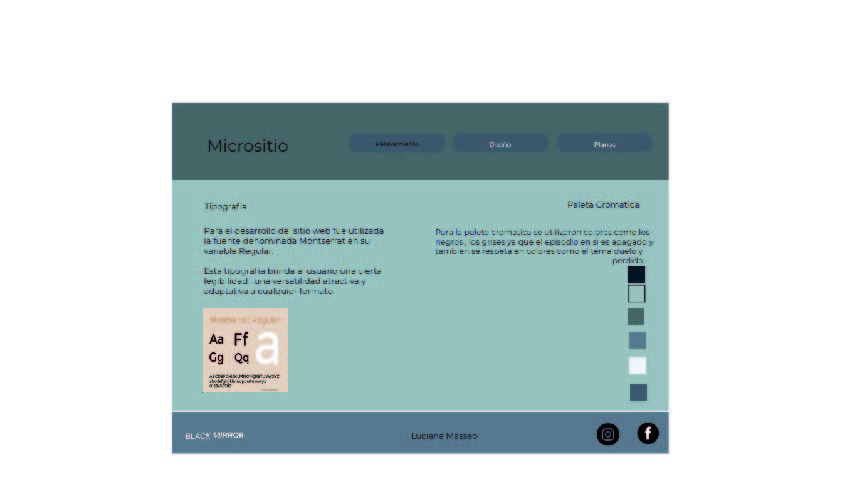 Micrositio
Relevamiento
Diseño
Planos
Tipografía
Para el desarrollo del sitio web fue utilizada
la fuente denominada Montserrat en su
variable Regular.
Esta tipografía brinda al usuario una cierta
legibilidad, una versatilidad atractiva y
adaptativa a cualquier formato.
Montserrat Regular
Aa Ff
Gg Qq
a
Paleta Cromatica
Para la paleta cromatica se utilizaron colores como los
negros, los grises ya que el episodio en si es apagado y
tambien se respeta en colores como el tema duelo y
perdida.
BLACK MIRROR
Luciana Masseo